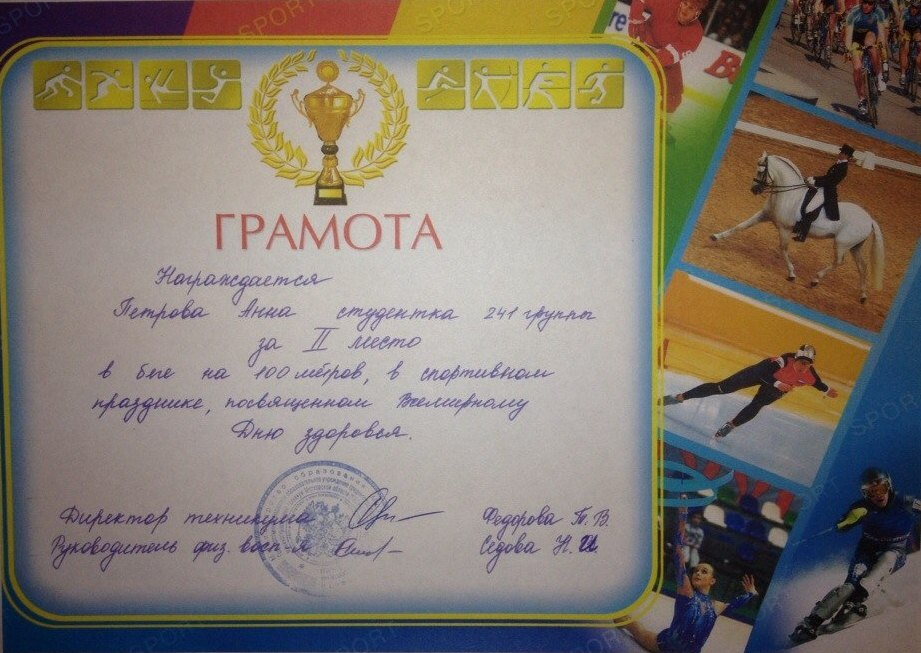 SPORT
ГРАМОТА
Награждается
Петрова Анна студентка 241 группы
за II место
в беге на 100 метров, в спортивном
празднике, посвященном Всемирному
Дню здоровья.
Директор техникума Федорова Т. В.
Руководитель физ. восп-я Седова Н. И.